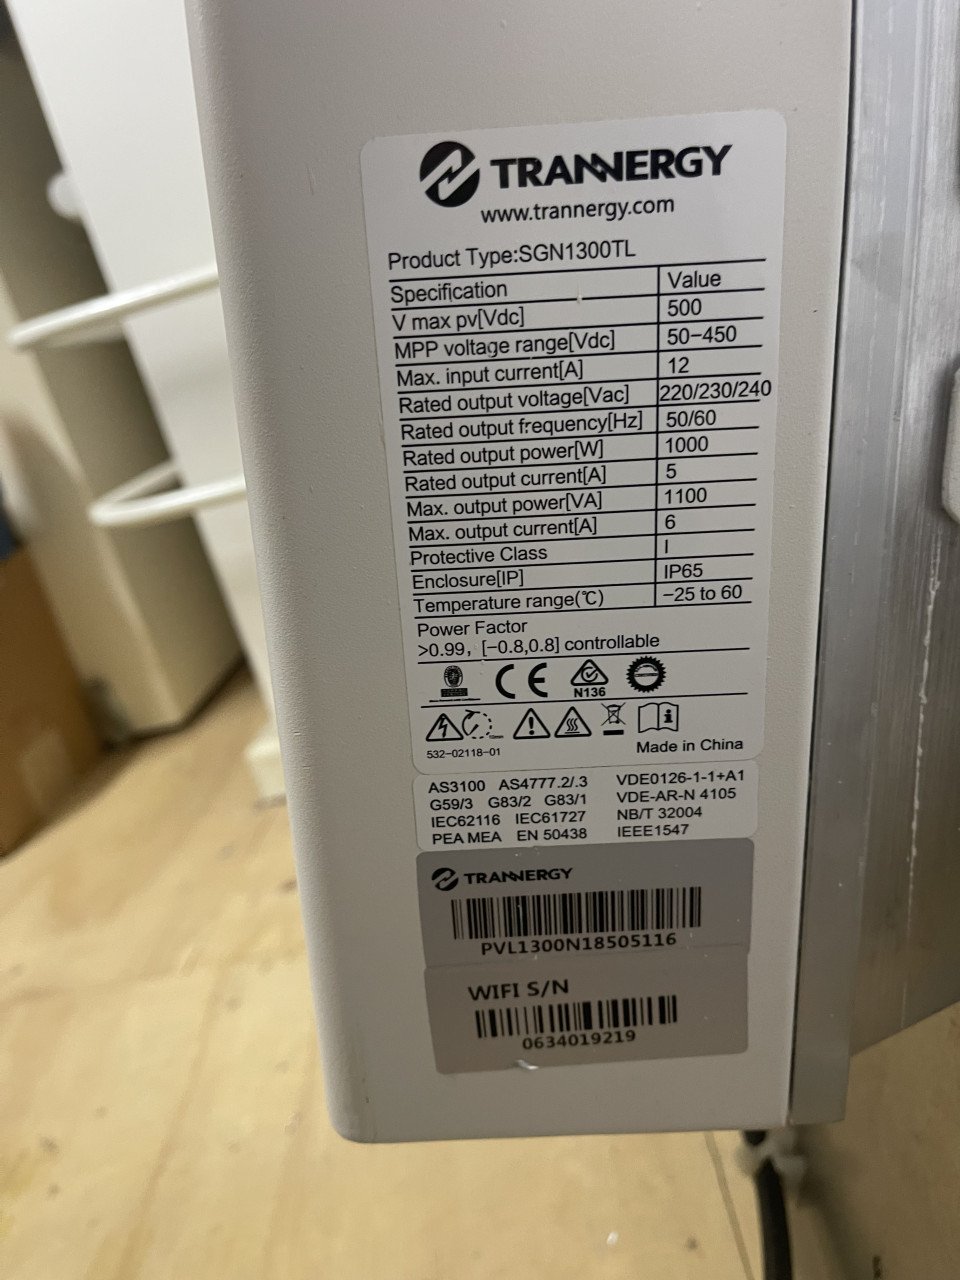 TRANNERGY
www.trannergy.com
Product Type:SGN1300TL
Specification Value
V max pv[Vdc] 500
MPP voltage range[Vdc] 50-450
Max. input current[A] 12
Rated output voltage[Vac] 220/230/240
Rated output frequency[Hz] 50/60
Rated output power[W] 1000
Rated output current[A] 5
Max. output power[VA] 1100
Max. output current[A] 6
Protective Class I
Enclosure[IP] IP65
Temperature range(℃) -25 to 60
Power Factor
>0.99, [-0.8,0.8] controllable
CE N136
532-02118-01 Made in China
AS3100 AS4777.2/.3 VDE0126-1-1+A1
G59/3 G83/2 G83/1 VDE-AR-N 4105
IEC62116 IEC61727 NB/T 32004
PEA MEA EN 50438 IEEE1547
TRANNERGY
PVL1300N18505116
WIFI S/N
0634019219